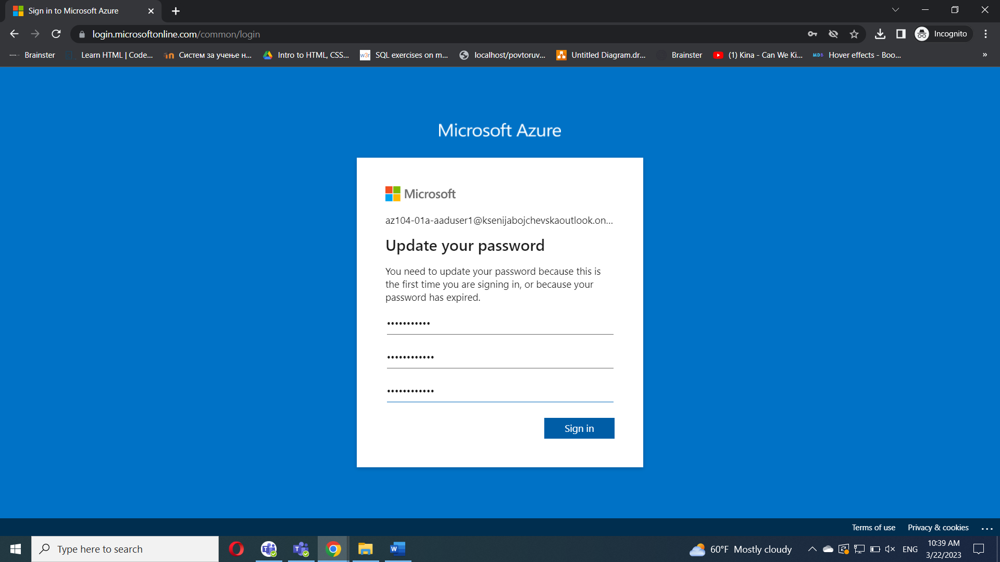 Sign in to Microsoft Azure
login.microsoftonline.com/common/login
Incognito
Brainster
Learn HTML | Code...
Систем за учење н...
Intro to HTML, CSS...
w3r
SQL exercises on m...
localhost/povtoruv...
Untitled Diagram.dr...
Brainster
(1) Kina - Can We Ki...
MDB
Hover effects - Boo...
»
Microsoft Azure
Microsoft
az104-01a-aaduser1@ksenijabojchevskaoutlook.on...
Update your password
You need to update your password because this is
the first time you are signing in, or because your
password has expired.
•••••••••••
••••••••••••
••••••••••••
Sign in
Terms of use
Privacy & cookies
...
Type here to search
60°F Mostly cloudy
ENG
10:39 AM
3/22/2023